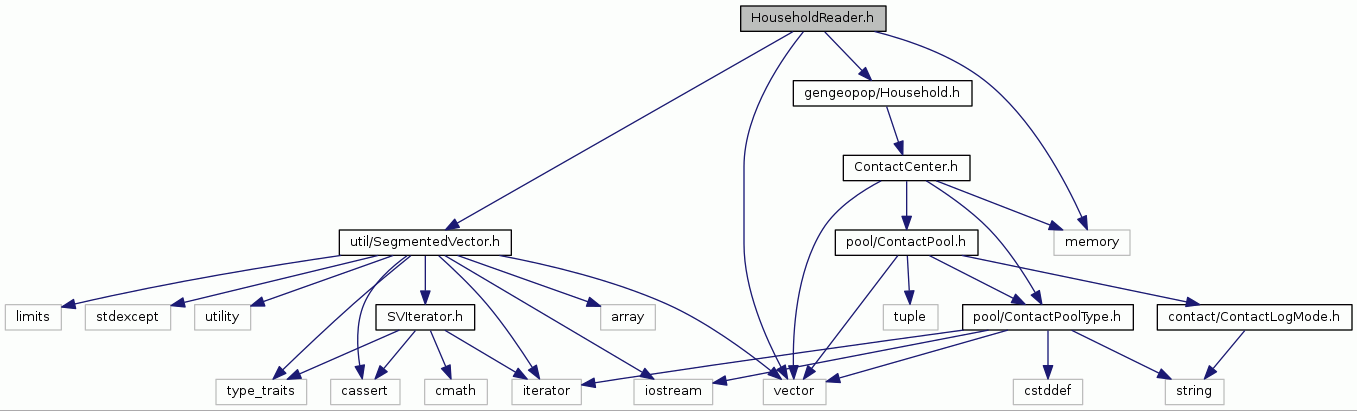 HouseholdReader.h
gengeopop/Household.h
ContactCenter.h
util/SegmentedVector.h
pool/ContactPool.h
memory
limits
stdexcept
utility
SVIterator.h
array
tuple
pool/ContactPoolType.h
contact/ContactLogMode.h
type_traits
cassert
cmath
iterator
iostream
vector
cstddef
string